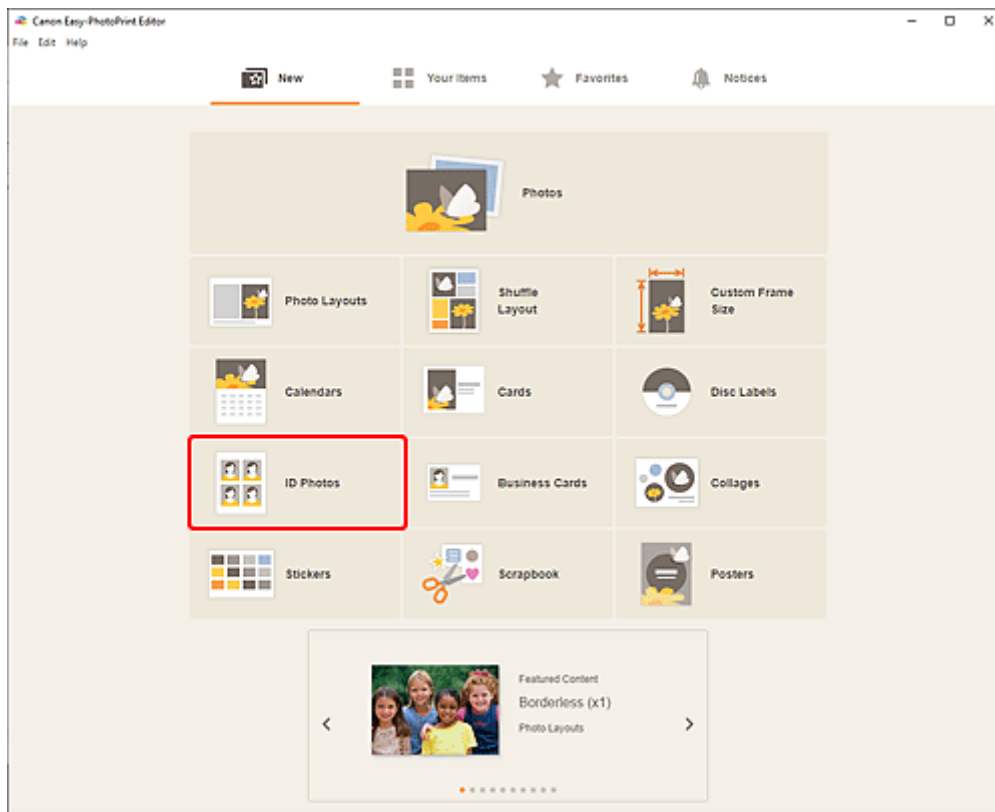 Canon Easy-PhotoPrint Editor
File Edit Help
New
Your Items
Favorites
Notices
Photos
Photo Layouts
Shuffle
Layout
Custom Frame
Size
Calendars
Cards
Disc Labels
ID Photos
Business Cards
Collages
Stickers
Scrapbook
Posters
Featured Content
Borderless (x1)
Photo Layouts